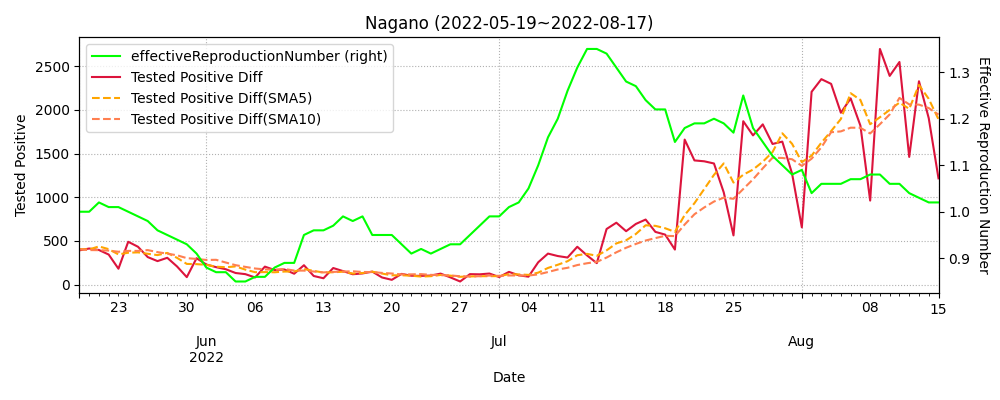 Nagano (2022-05-19~2022-08-17)
effectiveReproductionNumber (right)
Tested Positive Diff
Tested Positive Diff(SMA5)
Tested Positive Diff(SMA10)
Tested Positive
2500
2000
1500
1000
500
0
1.3
1.2
1.1
1.0
0.9
Effective Reproduction Number
23 30 06 13 20 27 04 11 18 25 08 15
Jun Jul Aug
2022
Date